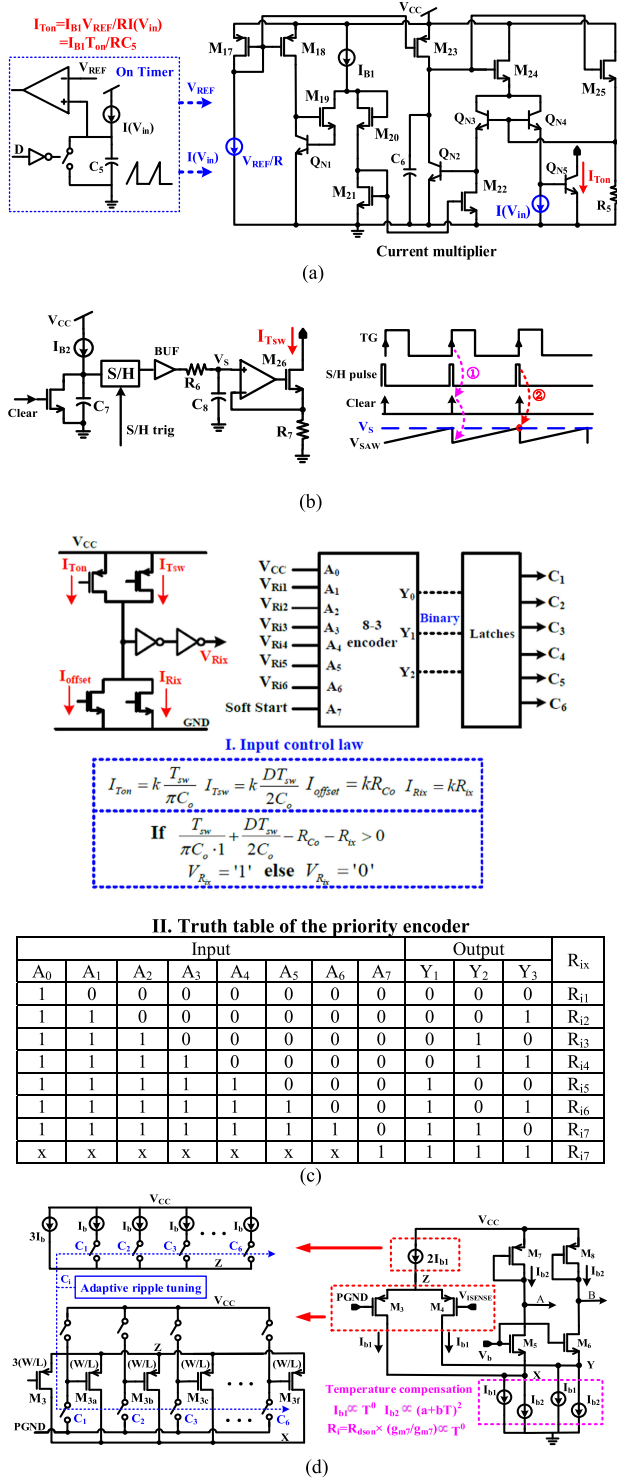 I_Ton=I_B1V_REF/RI(V_in)
=I_B1T_on/RC_5
V_REF
On Timer
I(V_in)
D
C_5
V_REF
I(V_in)
V_CC
M_17
M_18
I_B1
M_23
M_24
M_25
M_19
M_20
Q_N1
Q_N3
Q_N4
V_REF/R
C_6
Q_N2
Q_N5
I_Ton
M_21
M_22
I(V_in)
R_5
Current multiplier
(a)
V_CC
I_B2
S/H
BUF
R_6
V_S
I_Tsw
M_26
C_7
C_8
R_7
Clear
S/H trig
TG
S/H pulse
①
②
Clear
V_S
V_SAW
(b)
V_CC
I_Ton
I_Tsw
V_Rix
I_offset
I_Rix
GND
V_CC A_0
V_Ri1 A_1
V_Ri2 A_2
V_Ri3 A_3
V_Ri4 A_4
V_Ri5 A_5
V_Ri6 A_6
Soft Start A_7
8-3
encoder
Y_0
Y_1
Y_2
Binary
Latches
C_1
C_2
C_3
C_4
C_5
C_6
I. Input control law
I_Ton = k T_sw/πC_o I_Tsw = k DT_sw/2C_o I_offset = kR_Co I_Rix = kR_ix
If T_sw/πC_o·1 + DT_sw/2C_o − R_Co − R_ix > 0
V_Rix = '1' else V_Rix = '0'
II. Truth table of the priority encoder
Input Output R_ix
A_0 A_1 A_2 A_3 A_4 A_5 A_6 A_7 Y_1 Y_2 Y_3
1 0 0 0 0 0 0 0 0 0 0 R_i1
1 1 0 0 0 0 0 0 0 0 1 R_i2
1 1 1 0 0 0 0 0 0 1 0 R_i3
1 1 1 1 0 0 0 0 0 1 1 R_i4
1 1 1 1 1 0 0 0 1 0 0 R_i5
1 1 1 1 1 1 0 0 1 0 1 R_i6
1 1 1 1 1 1 1 0 1 1 0 R_i7
x x x x x x x 1 1 1 1 R_i7
(c)
V_CC
3I_b I_b I_b I_b I_b
C_1 C_2 C_3 ··· C_6
Z
C_i
Adaptive ripple tuning
V_CC
Z
3(W/L) (W/L) (W/L) (W/L) (W/L)
M_3 M_3a M_3b M_3c M_3f
C_1 C_2 C_3 ··· C_6
PGND
X
V_CC
2I_b1
Z
PGND
M_3
M_4
V_ISENSE
I_b1
I_b1
M_7
M_8
I_b2
I_b2
A
B
M_5
M_6
V_b
X
Y
Temperature compensation
I_b1∝ T^0 I_b2 ∝ (a+bT)^2
R_i=R_dson× (g_m7/g_m7)∝ T^0
I_b1
I_b2
I_b1
I_b2
(d)